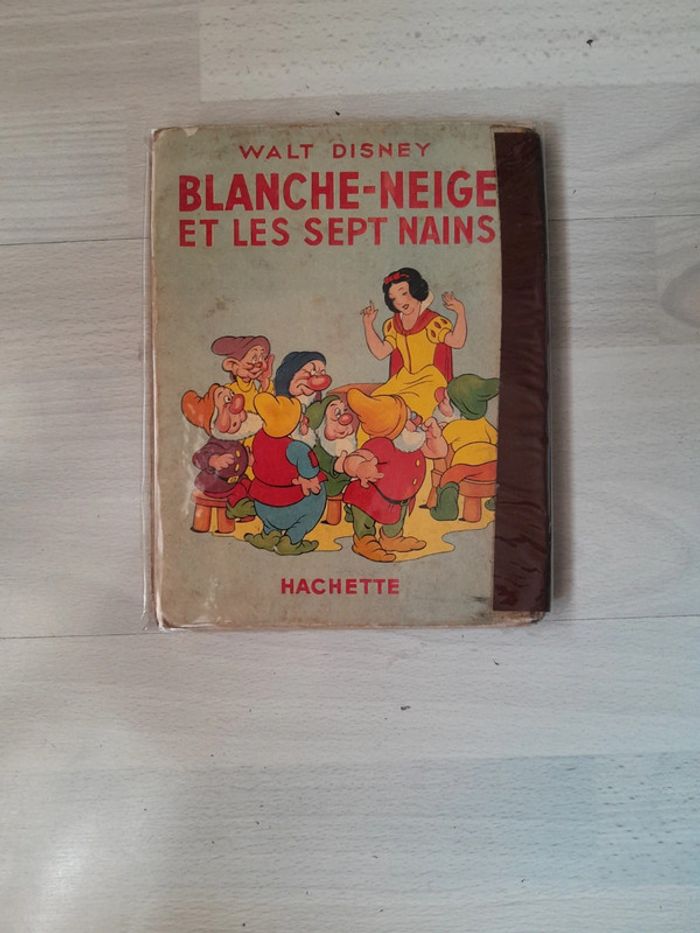 WALT DISNEY
BLANCHE-NEIGE
ET LES SEPT NAINS
HACHETTE